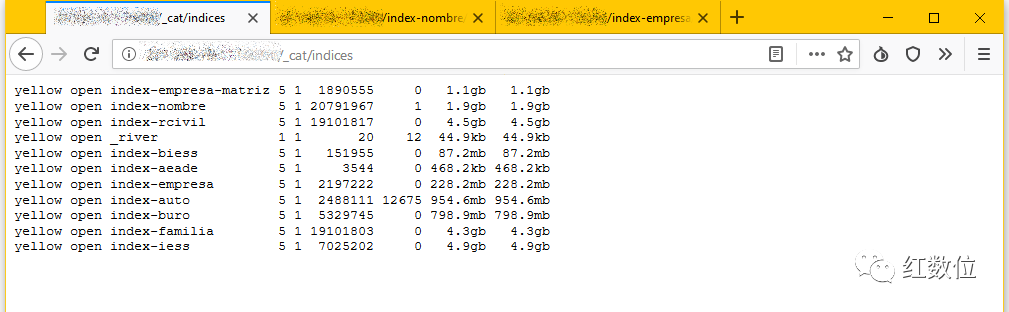 /_cat/indices
/index-nombre
/index-empresa
/_cat/indices
yellow open index-empresa-matriz 5 1 1890555 0 1.1gb 1.1gb
yellow open index-nombre 5 1 20791967 1 1.9gb 1.9gb
yellow open index-rcivil 5 1 19101817 0 4.5gb 4.5gb
yellow open _river 1 1 20 12 44.9kb 44.9kb
yellow open index-biess 5 1 151955 0 87.2mb 87.2mb
yellow open index-aeade 5 1 3544 0 468.2kb 468.2kb
yellow open index-empresa 5 1 2197222 0 228.2mb 228.2mb
yellow open index-auto 5 1 2488111 12675 954.6mb 954.6mb
yellow open index-buro 5 1 5329745 0 798.9mb 798.9mb
yellow open index-familia 5 1 19101803 0 4.3gb 4.3gb
yellow open index-iess 5 1 7025202 0 4.9gb 4.9gb
红数位